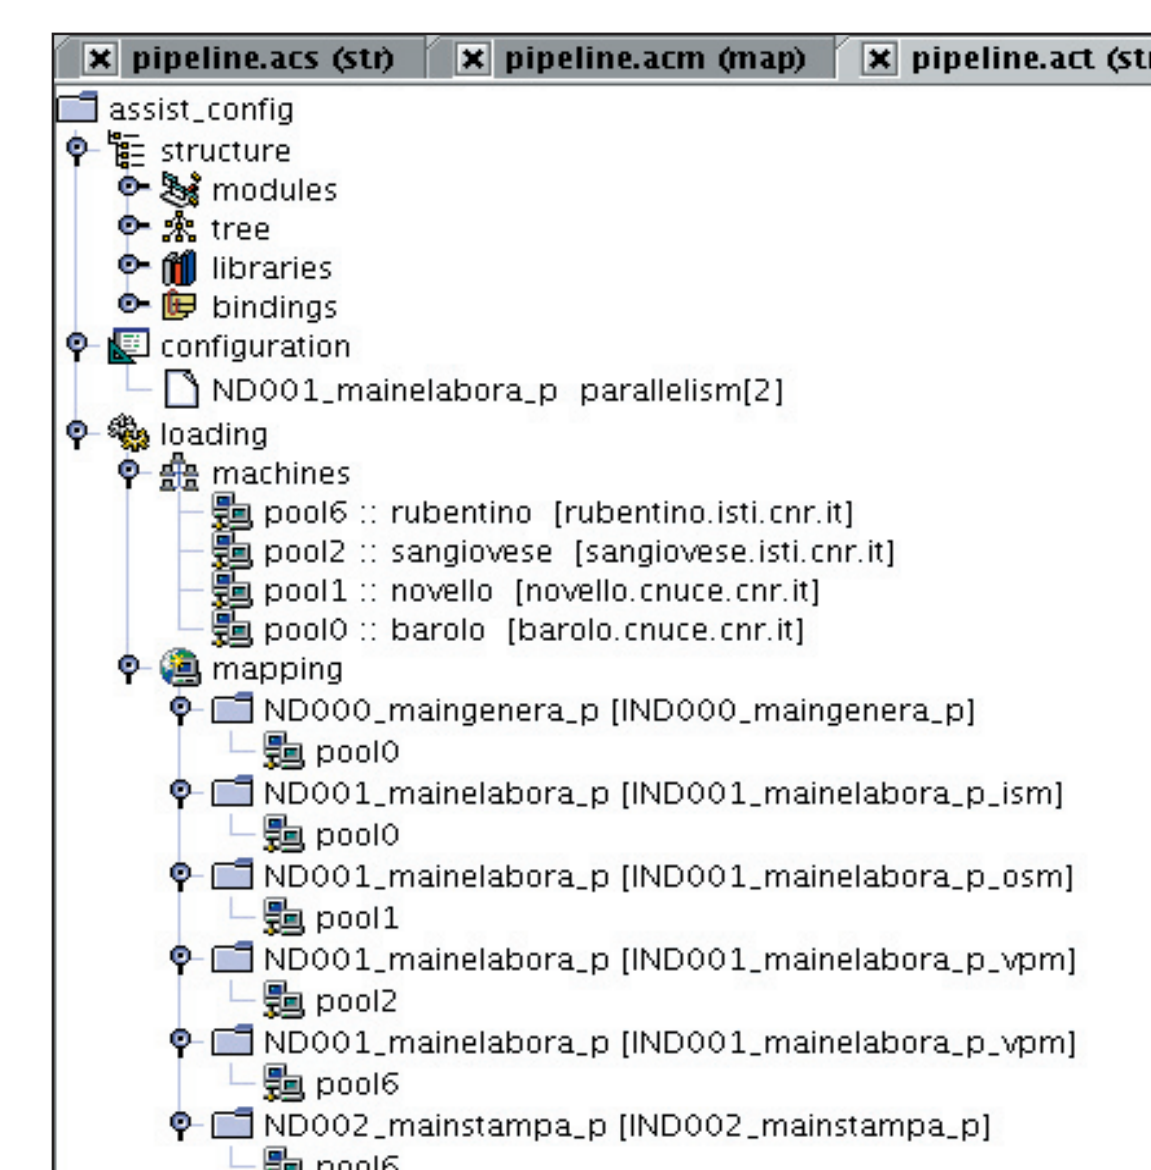 pipeline.acs (str) pipeline.acm (map) pipeline.act (str
assist_config
structure
modules
tree
libraries
bindings
configuration
ND001_mainelabora_p parallelism[2]
loading
machines
pool6 :: rubentino [rubentino.isti.cnr.it]
pool2 :: sangiovese [sangiovese.isti.cnr.it]
pool1 :: novello [novello.cnuce.cnr.it]
pool0 :: barolo [barolo.cnuce.cnr.it]
mapping
ND000_maingenera_p [IND000_maingenera_p]
pool0
ND001_mainelabora_p [IND001_mainelabora_p_ism]
pool0
ND001_mainelabora_p [IND001_mainelabora_p_osm]
pool1
ND001_mainelabora_p [IND001_mainelabora_p_vpm]
pool2
ND001_mainelabora_p [IND001_mainelabora_p_vpm]
pool6
ND002_mainstampa_p [IND002_mainstampa_p]
pool6